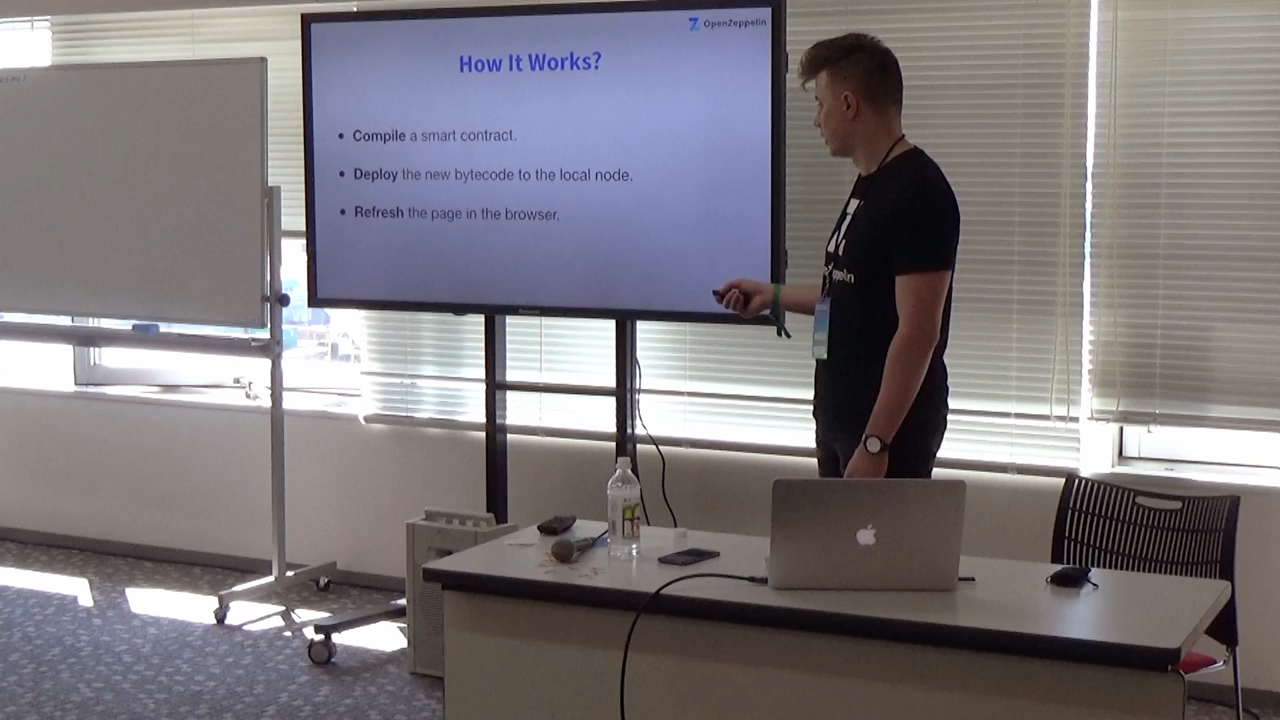 OpenZeppelin
How It Works?
• Compile a smart contract.
• Deploy the new bytecode to the local node.
• Refresh the page in the browser.
Panasonic